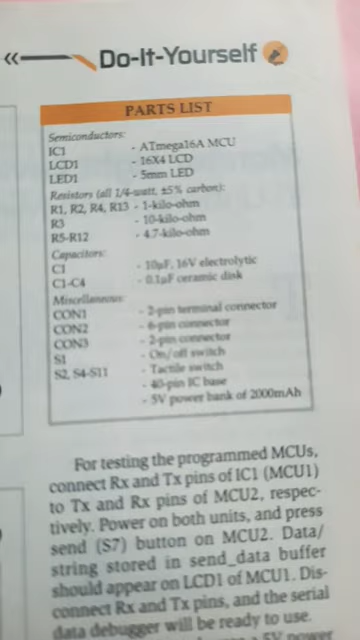 Do-It-Yourself
PARTS LIST
Semiconductors:
IC1 - ATmega16A MCU
LCD1 - 16X4 LCD
LED1 - 5mm LED
Resistors (all 1/4-watt, ±5% carbon):
R1, R2, R4, R13 - 1-kilo-ohm
R3 - 10-kilo-ohm
R5-R12 - 4.7-kilo-ohm
Capacitors:
C1 - 10µF, 16V electrolytic
C1-C4 - 0.1µF ceramic disk
Miscellaneous:
CON1 - 2-pin terminal connector
CON2 - 6-pin connector
CON3 - 2-pin connector
S1 - On/off switch
S2, S4-S11 - Tactile switch
- 40-pin IC base
- 5V power bank of 2000mAh
For testing the programmed MCUs,
connect Rx and Tx pins of IC1 (MCU1)
to Tx and Rx pins of MCU2, respec-
tively. Power on both units, and press
send (S7) button on MCU2. Data/
string stored in send_data buffer
should appear on LCD1 of MCU1. Dis-
connect Rx and Tx pins, and the serial
data debugger will be ready to use.
5V power